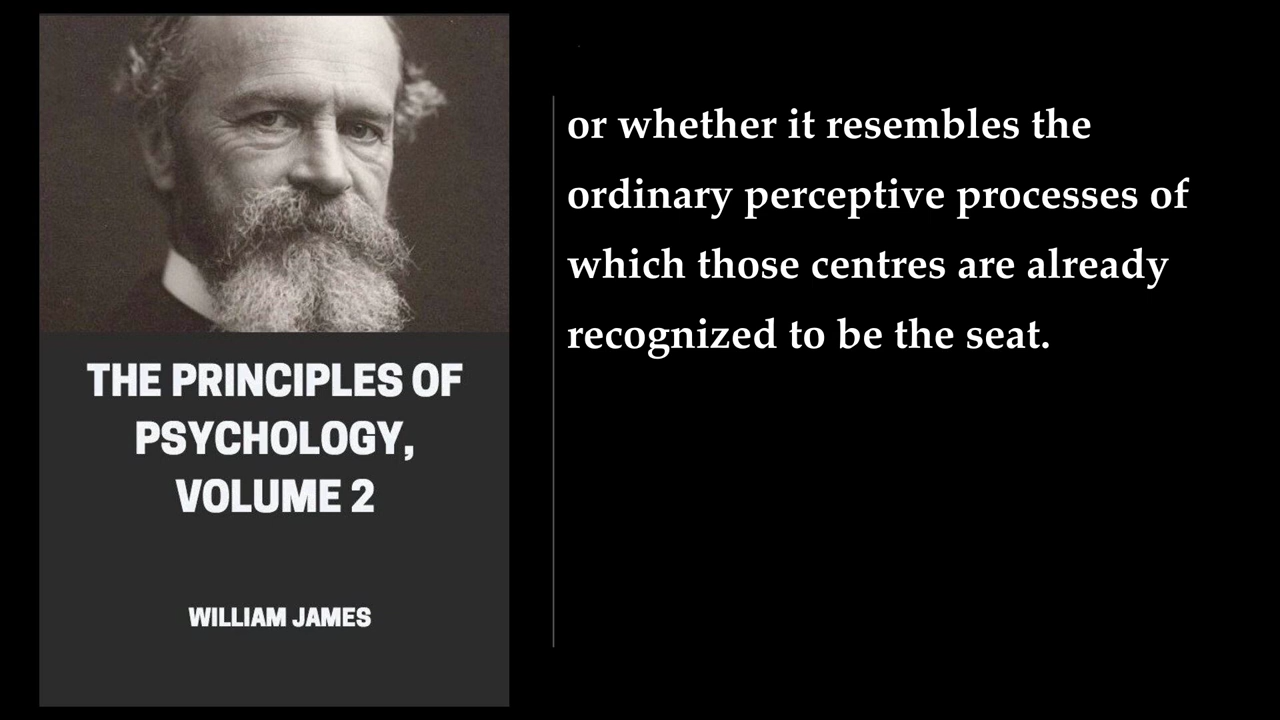 THE PRINCIPLES OF
PSYCHOLOGY,
VOLUME 2
WILLIAM JAMES
or whether it resembles the
ordinary perceptive processes of
which those centres are already
recognized to be the seat.